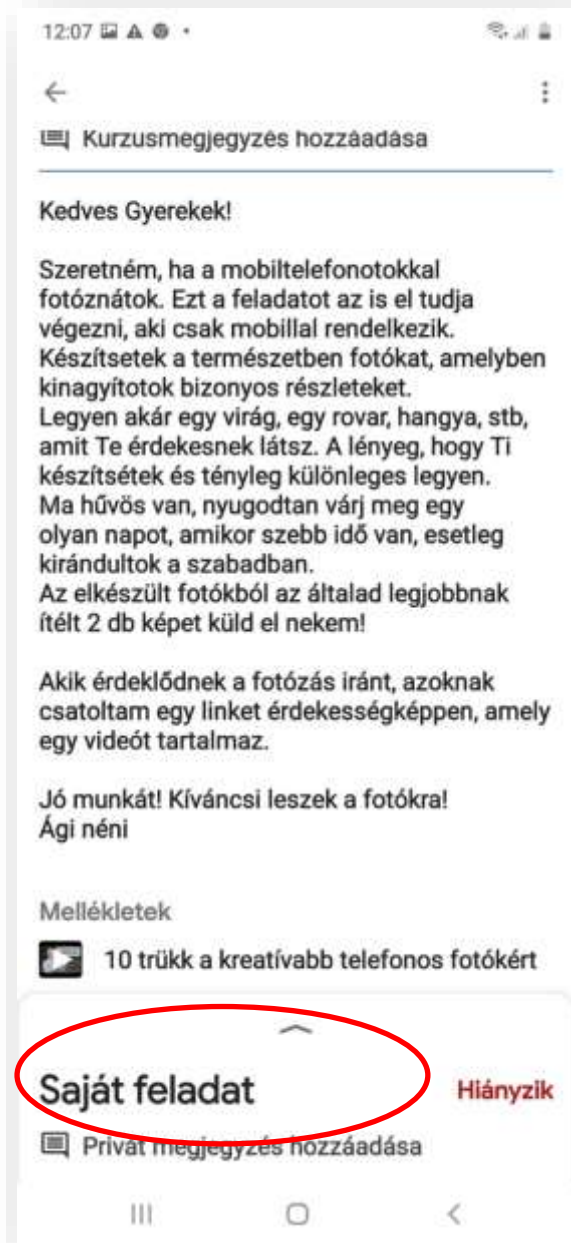 12:07
Kurzusmegjegyzés hozzáadása
Kedves Gyerekek!
Szeretném, ha a mobiltelefonotokkal
fotóznátok. Ezt a feladatot az is el tudja
végezni, aki csak mobillal rendelkezik.
Készítsetek a természetben fotókat, amelyben
kinagyítotok bizonyos részleteket.
Legyen akár egy virág, egy rovar, hangya, stb,
amit Te érdekesnek látsz. A lényeg, hogy Ti
készítsétek és tényleg különleges legyen.
Ma hűvös van, nyugodtan várj meg egy
olyan napot, amikor szebb idő van, esetleg
kirándultok a szabadban.
Az elkészült fotókból az általad legjobbnak
ítélt 2 db képet küld el nekem!
Akik érdeklődnek a fotózás iránt, azoknak
csatoltam egy linket érdekességképpen, amely
egy videót tartalmaz.
Jó munkát! Kíváncsi leszek a fotókra!
Ági néni
Mellékletek
10 trükk a kreatívabb telefonos fotókért
Saját feladat Hiányzik
Privát megjegyzés hozzáadása